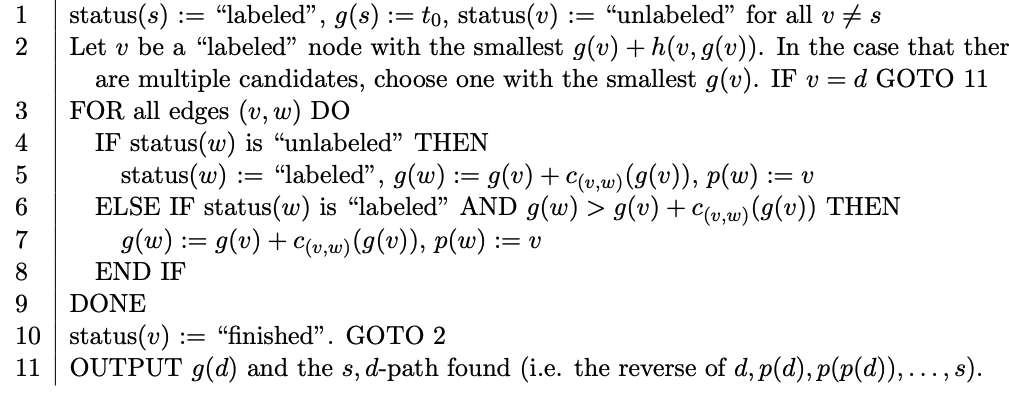 1 status(s) := “labeled”, g(s) := t₀, status(v) := “unlabeled” for all v ≠ s
2 Let v be a “labeled” node with the smallest g(v) + h(v, g(v)). In the case that ther
are multiple candidates, choose one with the smallest g(v). IF v = d GOTO 11
3 FOR all edges (v, w) DO
4 IF status(w) is “unlabeled” THEN
5 status(w) := “labeled”, g(w) := g(v) + c₍ᵥ,w₎(g(v)), p(w) := v
6 ELSE IF status(w) is “labeled” AND g(w) > g(v) + c₍ᵥ,w₎(g(v)) THEN
7 g(w) := g(v) + c₍ᵥ,w₎(g(v)), p(w) := v
8 END IF
9 DONE
10 status(v) := “finished”. GOTO 2
11 OUTPUT g(d) and the s, d-path found (i.e. the reverse of d, p(d), p(p(d)), . . . , s).